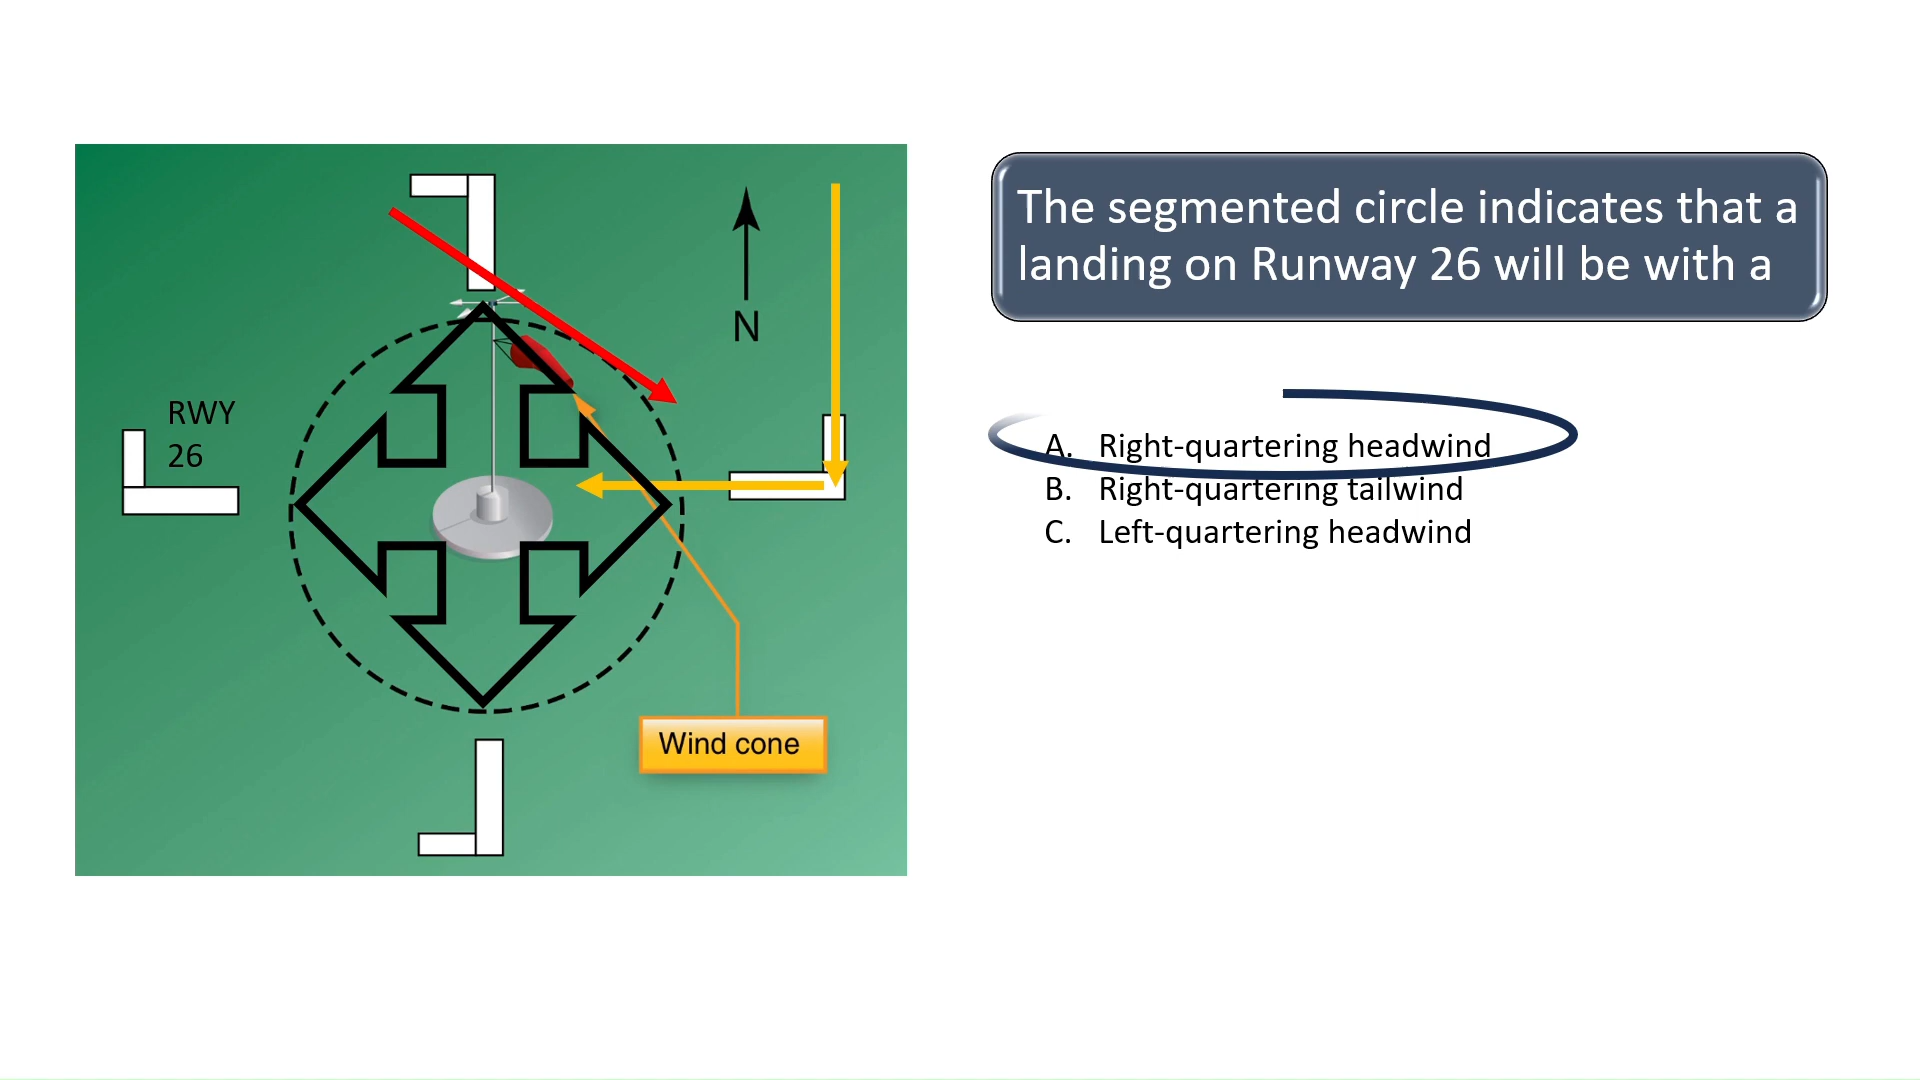 The segmented circle indicates that a
landing on Runway 26 will be with a
N
RWY
26
A. Right-quartering headwind
B. Right-quartering tailwind
C. Left-quartering headwind
Wind cone